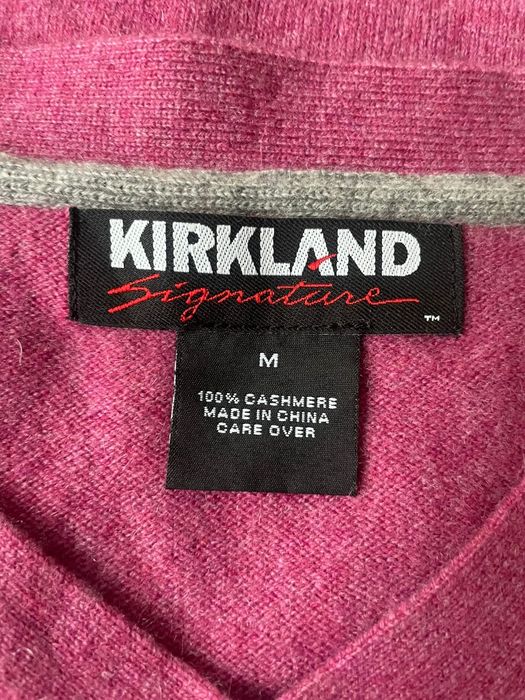 KIRKLAND
Signature ™
M
100% CASHMERE
MADE IN CHINA
CARE OVER